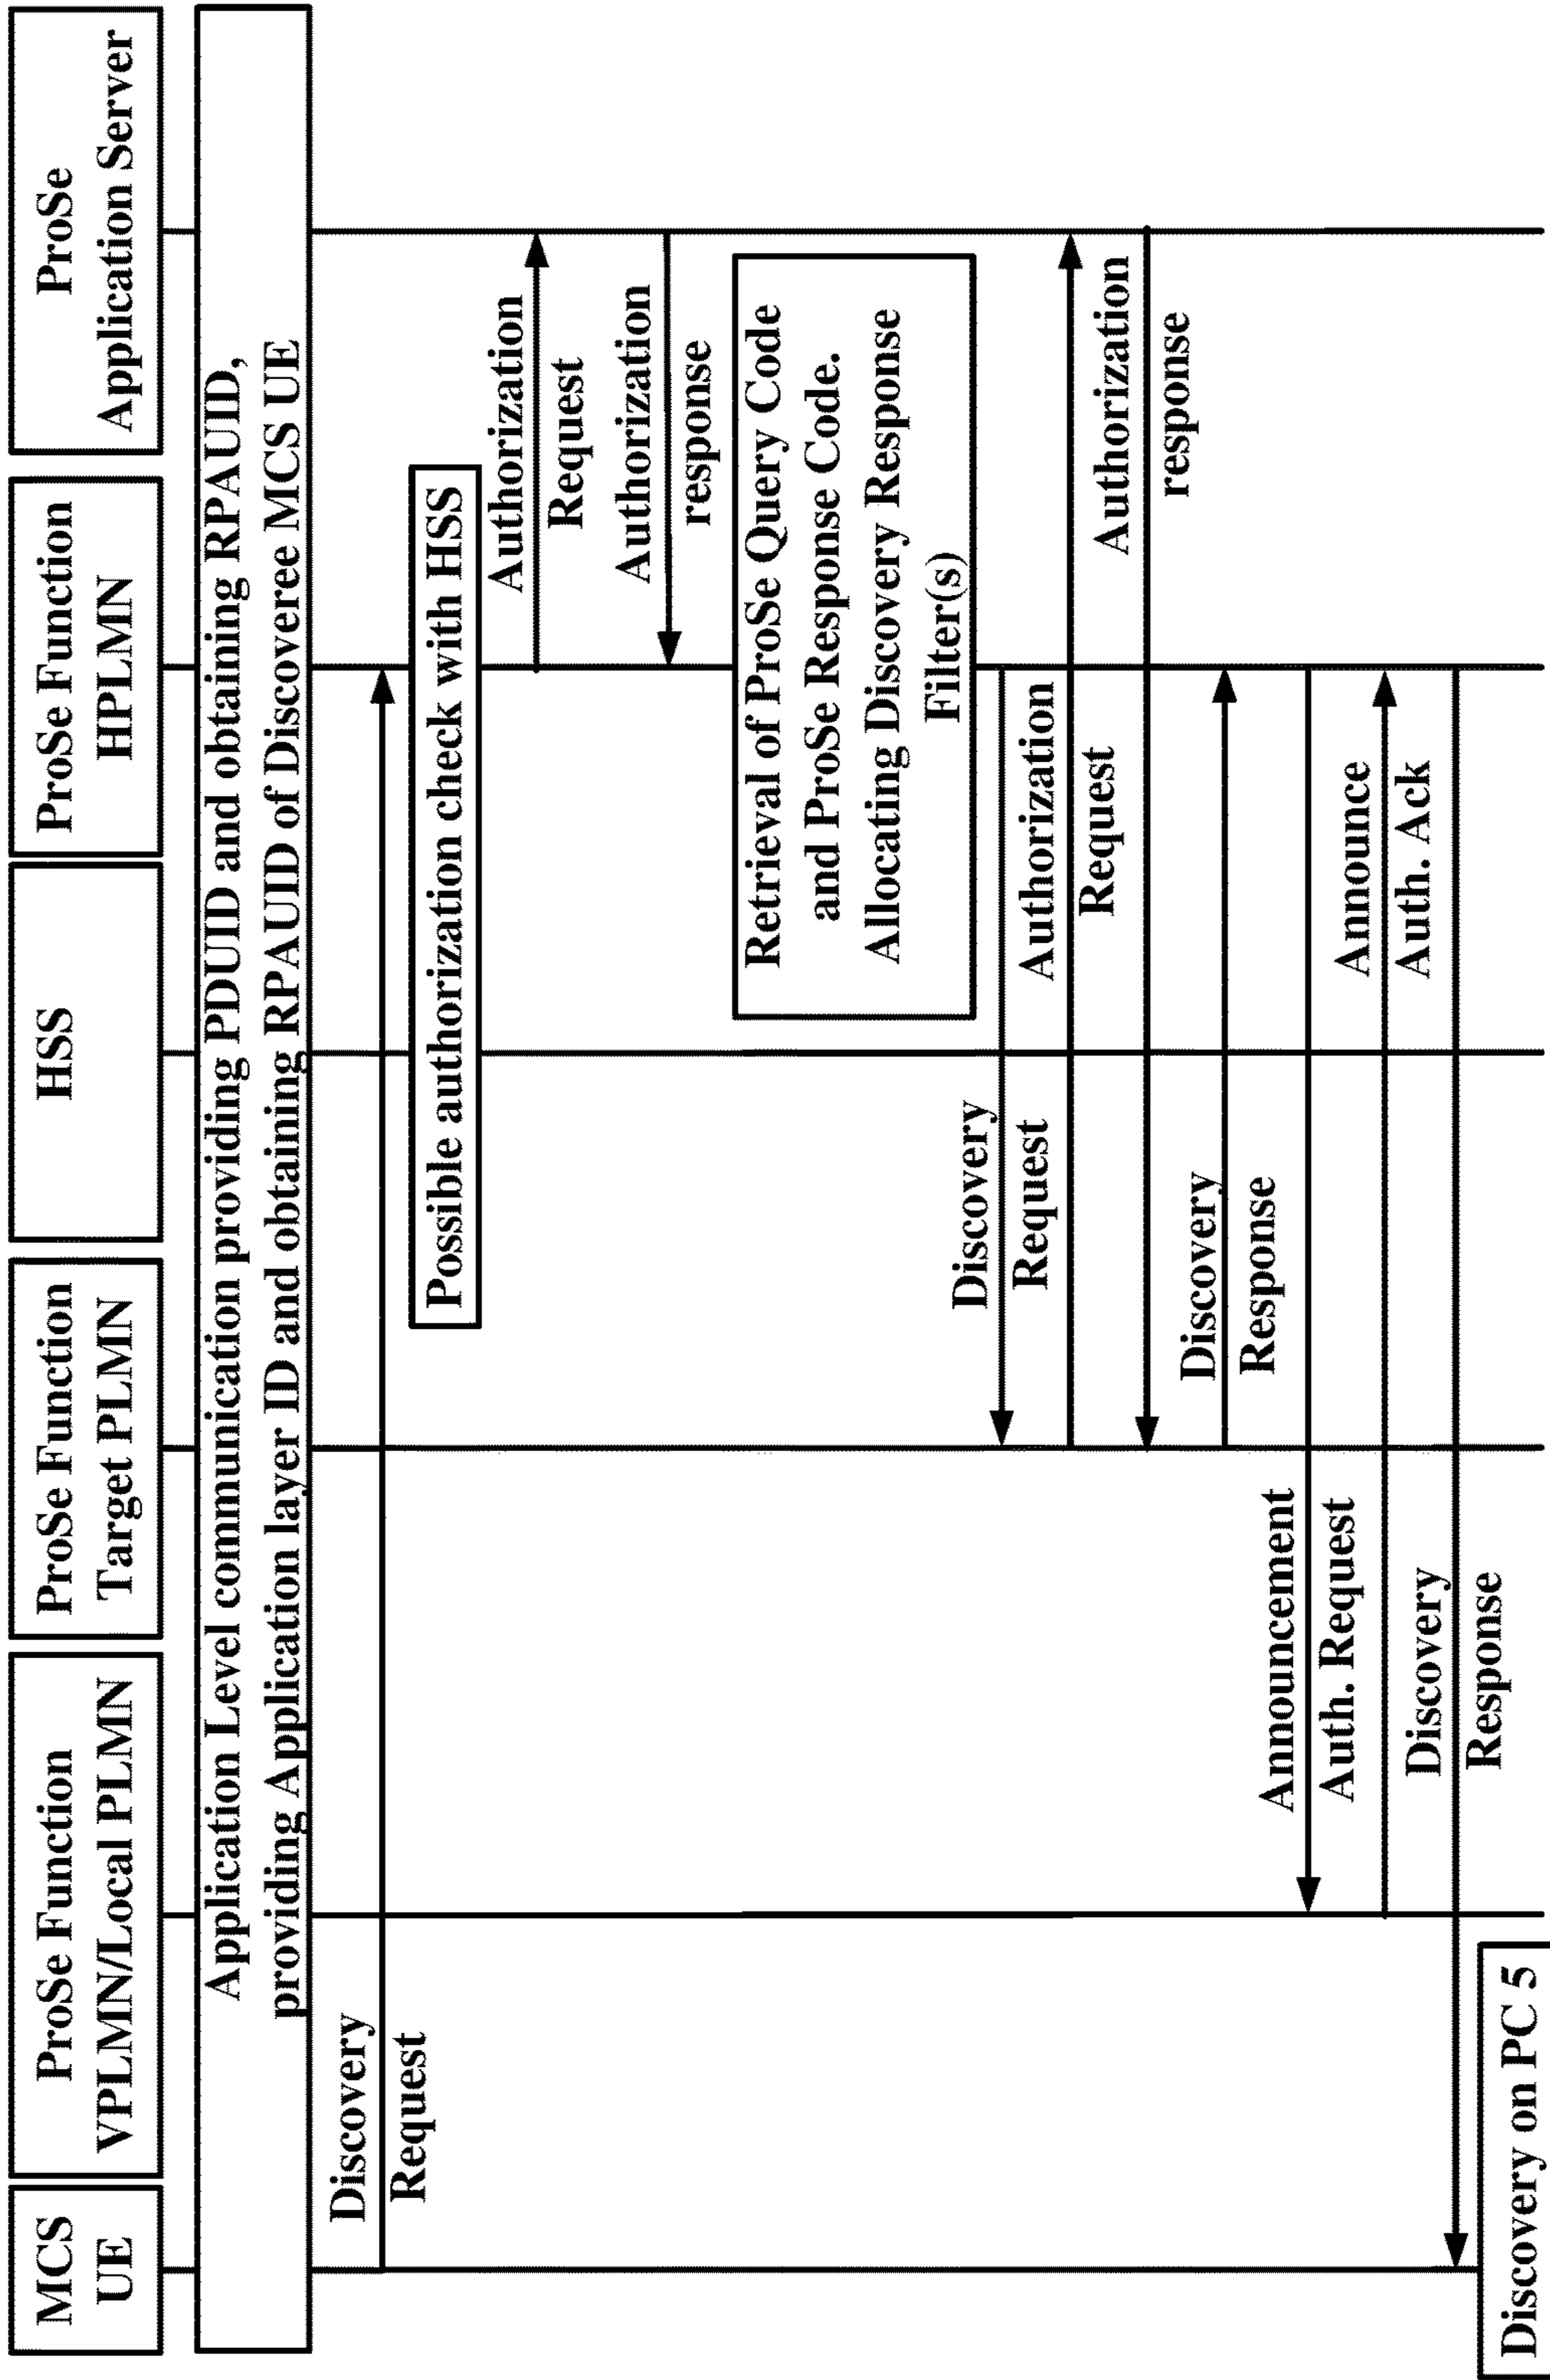 MCS
UE
ProSe Function
VPLMN/Local PLMN
ProSe Function
Target PLMN
HSS
ProSe Function
HPLMN
ProSe
Application Server
Application Level communication providing PDUID and obtaining RPAUID,
providing Application layer ID and obtaining RPAUID of Discoveree MCS UE
Discovery
Request
Possible authorization check with HSS
Authorization
Request
Authorization
response
Retrieval of ProSe Query Code
and ProSe Response Code.
Allocating Discovery Response
Filter(s)
Discovery
Request
Authorization
Request
Authorization
response
Discovery
Response
Announcement
Auth. Request
Announce
Auth. Ack
Discovery
Response
Discovery on PC 5